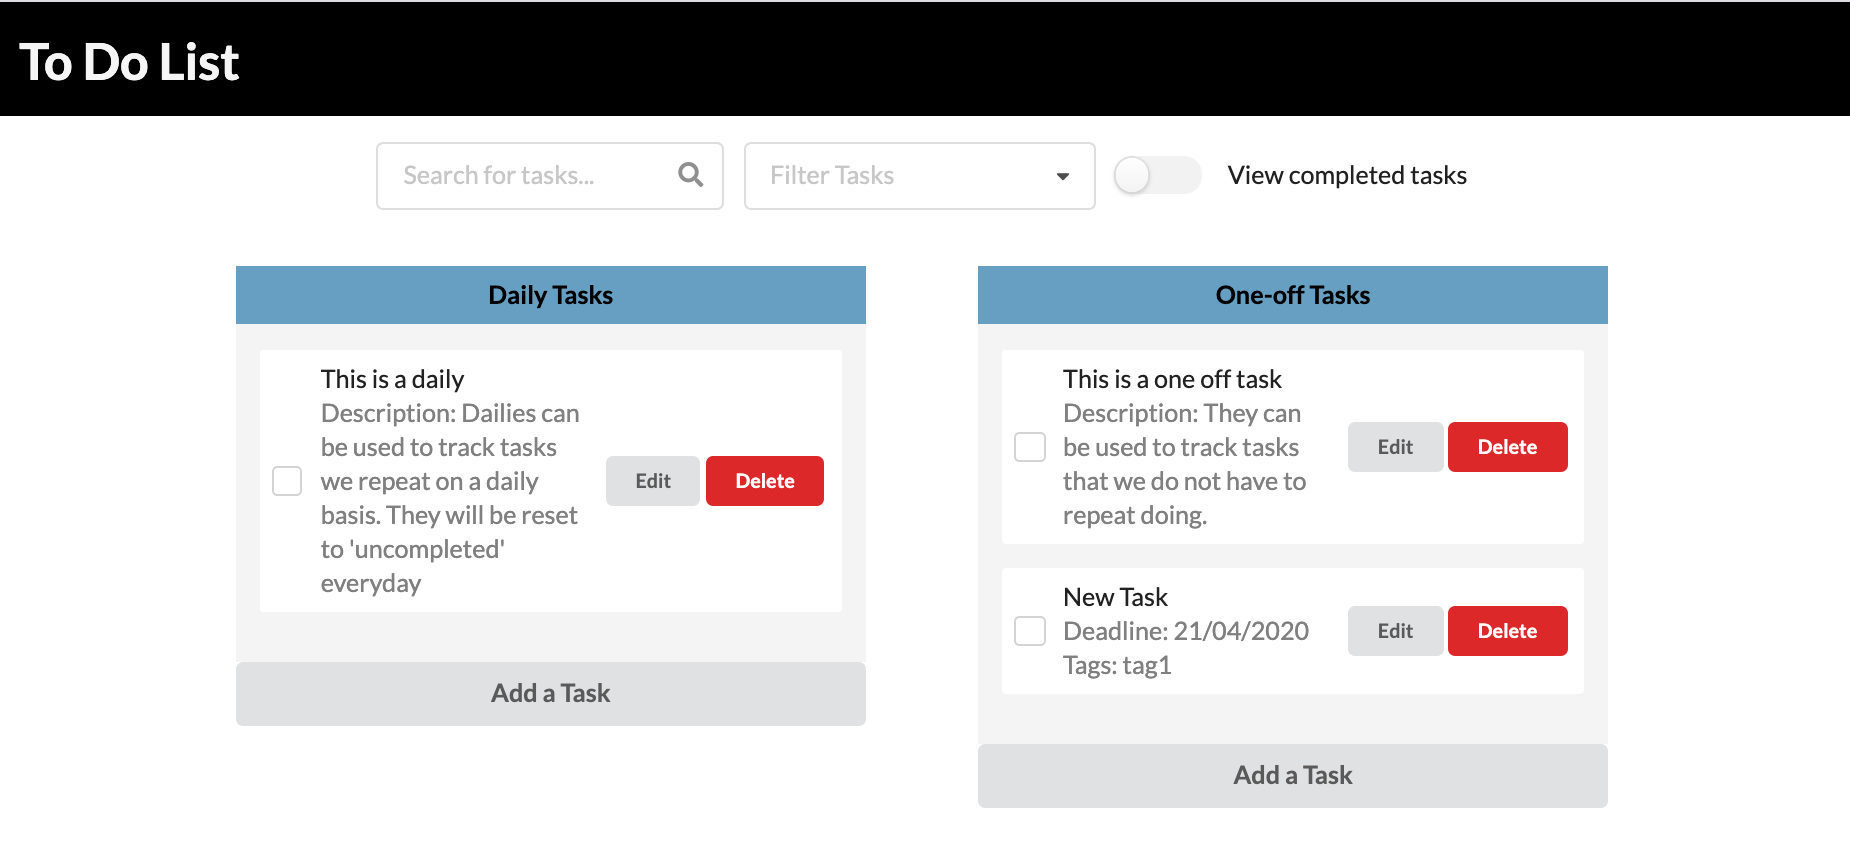 To Do List
Search for tasks...
Filter Tasks
View completed tasks
Daily Tasks
This is a daily
Description: Dailies can
be used to track tasks
we repeat on a daily
basis. They will be reset
to 'uncompleted'
everyday
Edit
Delete
Add a Task
One-off Tasks
This is a one off task
Description: They can
be used to track tasks
that we do not have to
repeat doing.
Edit
Delete
New Task
Deadline: 21/04/2020
Tags: tag1
Edit
Delete
Add a Task